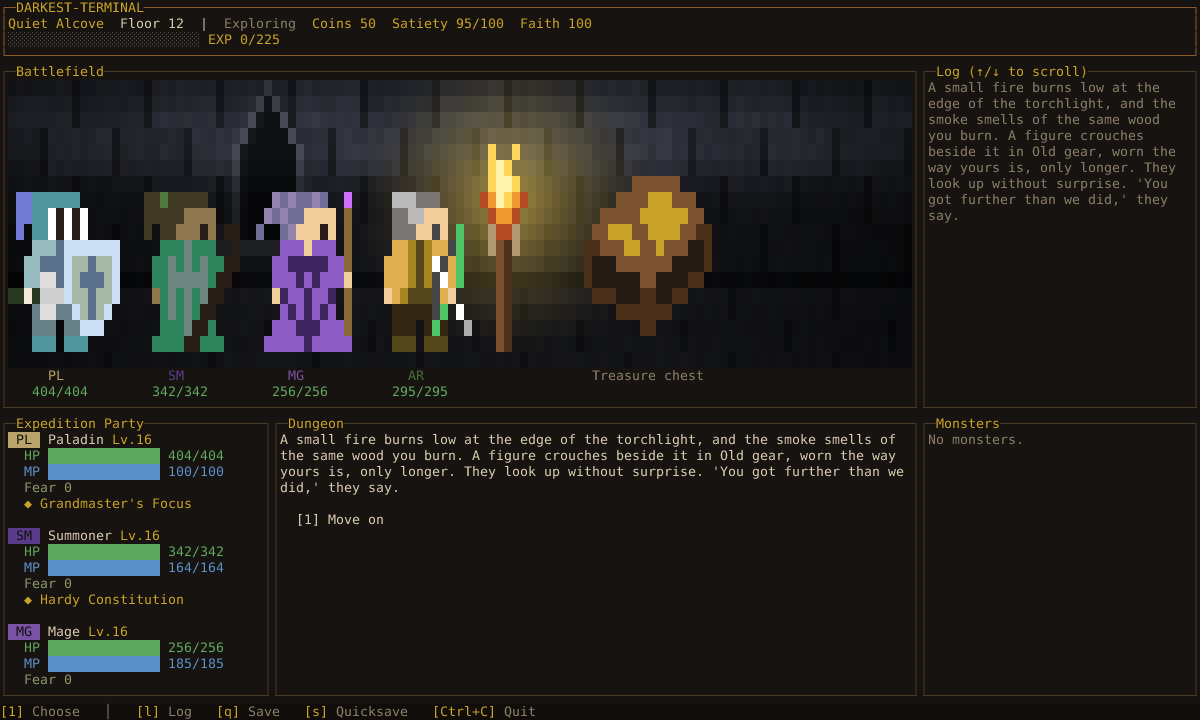 DARKEST-TERMINAL
Quiet Alcove  Floor 12  |  Exploring  Coins 50  Satiety 95/100  Faith 100
EXP 0/225
Battlefield
PL SM MG AR Treasure chest
404/404 342/342 256/256 295/295
Log (↑/↓ to scroll)
A small fire burns low at the
edge of the torchlight, and the
smoke smells of the same wood
you burn. A figure crouches
beside it in Old gear, worn the
way yours is, only longer. They
look up without surprise. 'You
got further than we did,' they
say.
Expedition Party
PL Paladin Lv.16
HP 404/404
MP 100/100
Fear 0
◆ Grandmaster's Focus
SM Summoner Lv.16
HP 342/342
MP 164/164
Fear 0
◆ Hardy Constitution
MG Mage Lv.16
HP 256/256
MP 185/185
Fear 0
Dungeon
A small fire burns low at the edge of the torchlight, and the smoke smells of
the same wood you burn. A figure crouches beside it in Old gear, worn the way
yours is, only longer. They look up without surprise. 'You got further than we
did,' they say.
[1] Move on
Monsters
No monsters.
[1] Choose │ [l] Log [q] Save [s] Quicksave [Ctrl+C] Quit